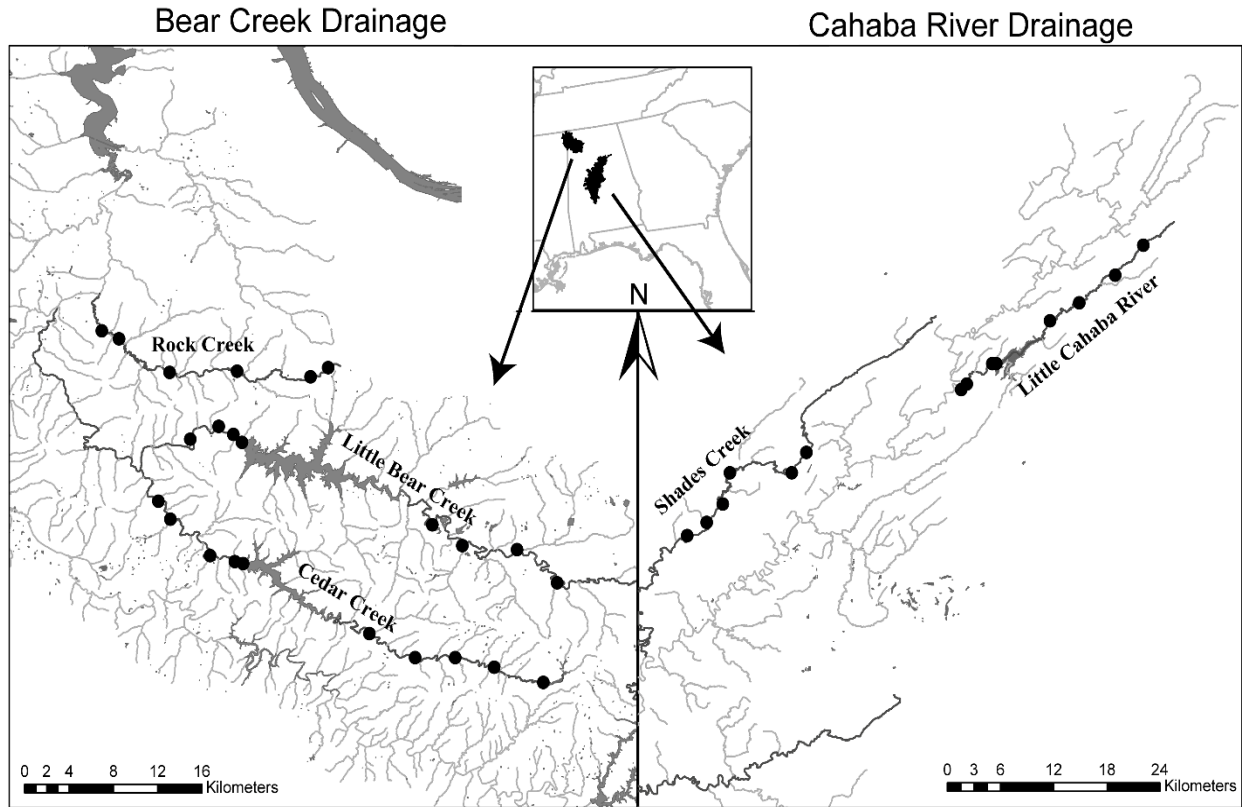 Bear Creek Drainage
Cahaba River Drainage
N
Rock Creek
Little Bear Creek
Cedar Creek
Shades Creek
Little Cahaba River
0 2 4 8 12 16
Kilometers
0 3 6 12 18 24
Kilometers